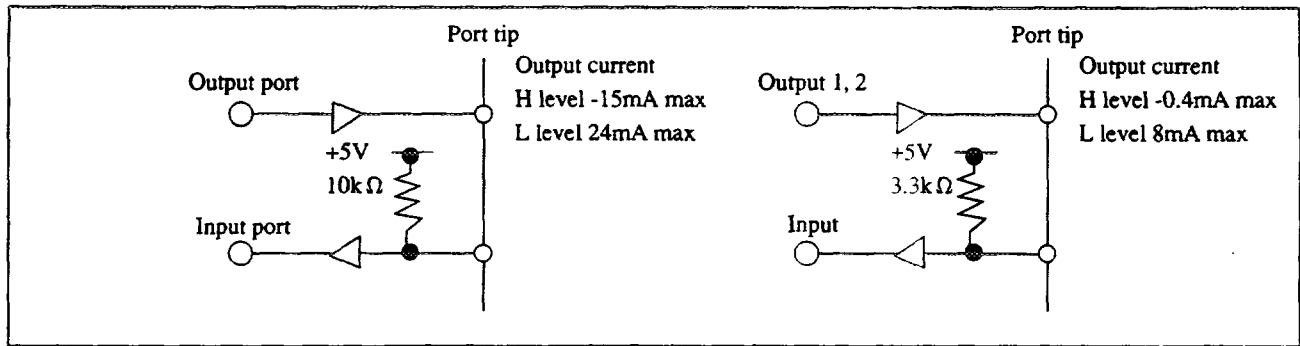 Port tip
Output current
H level -15mA max
L level 24mA max
Output port
+5V
10kΩ
Input port
Port tip
Output current
H level -0.4mA max
L level 8mA max
Output 1, 2
+5V
3.3kΩ
Input